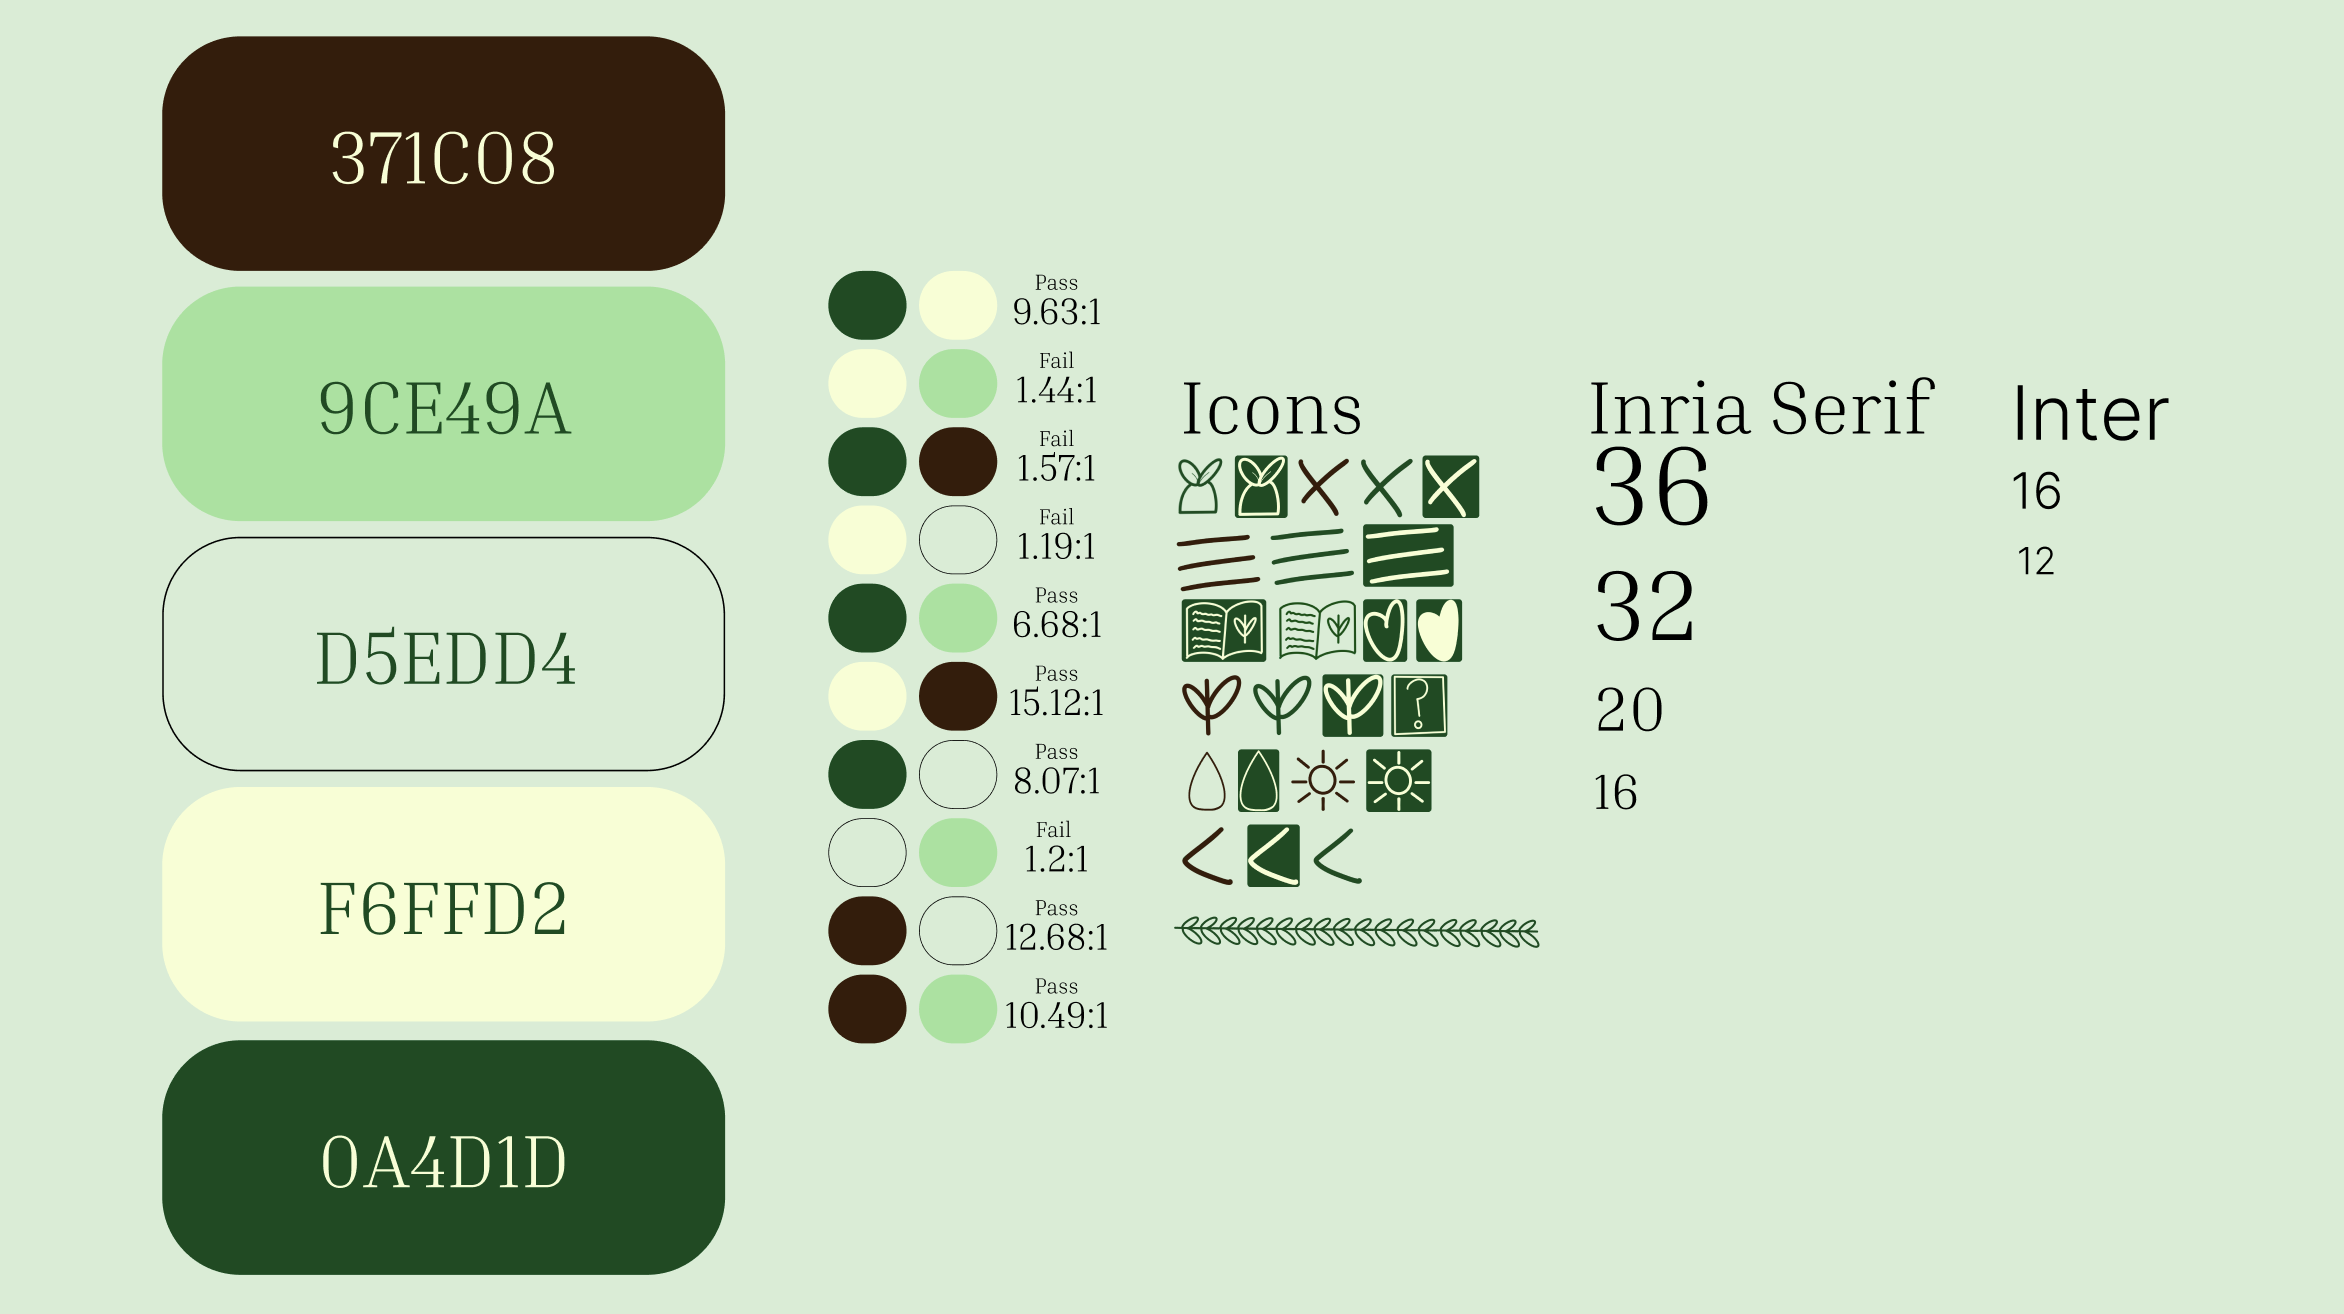 371C08
9CE49A
D5EDD4
F6FFD2
0A4D1D
Pass
9.63:1
Fail
1.44:1
Fail
1.57:1
Fail
1.19:1
Pass
6.68:1
Pass
15.12:1
Pass
8.07:1
Fail
1.2:1
Pass
12.68:1
Pass
10.49:1
Icons
?
Inria Serif
36
32
20
16
Inter
16
12